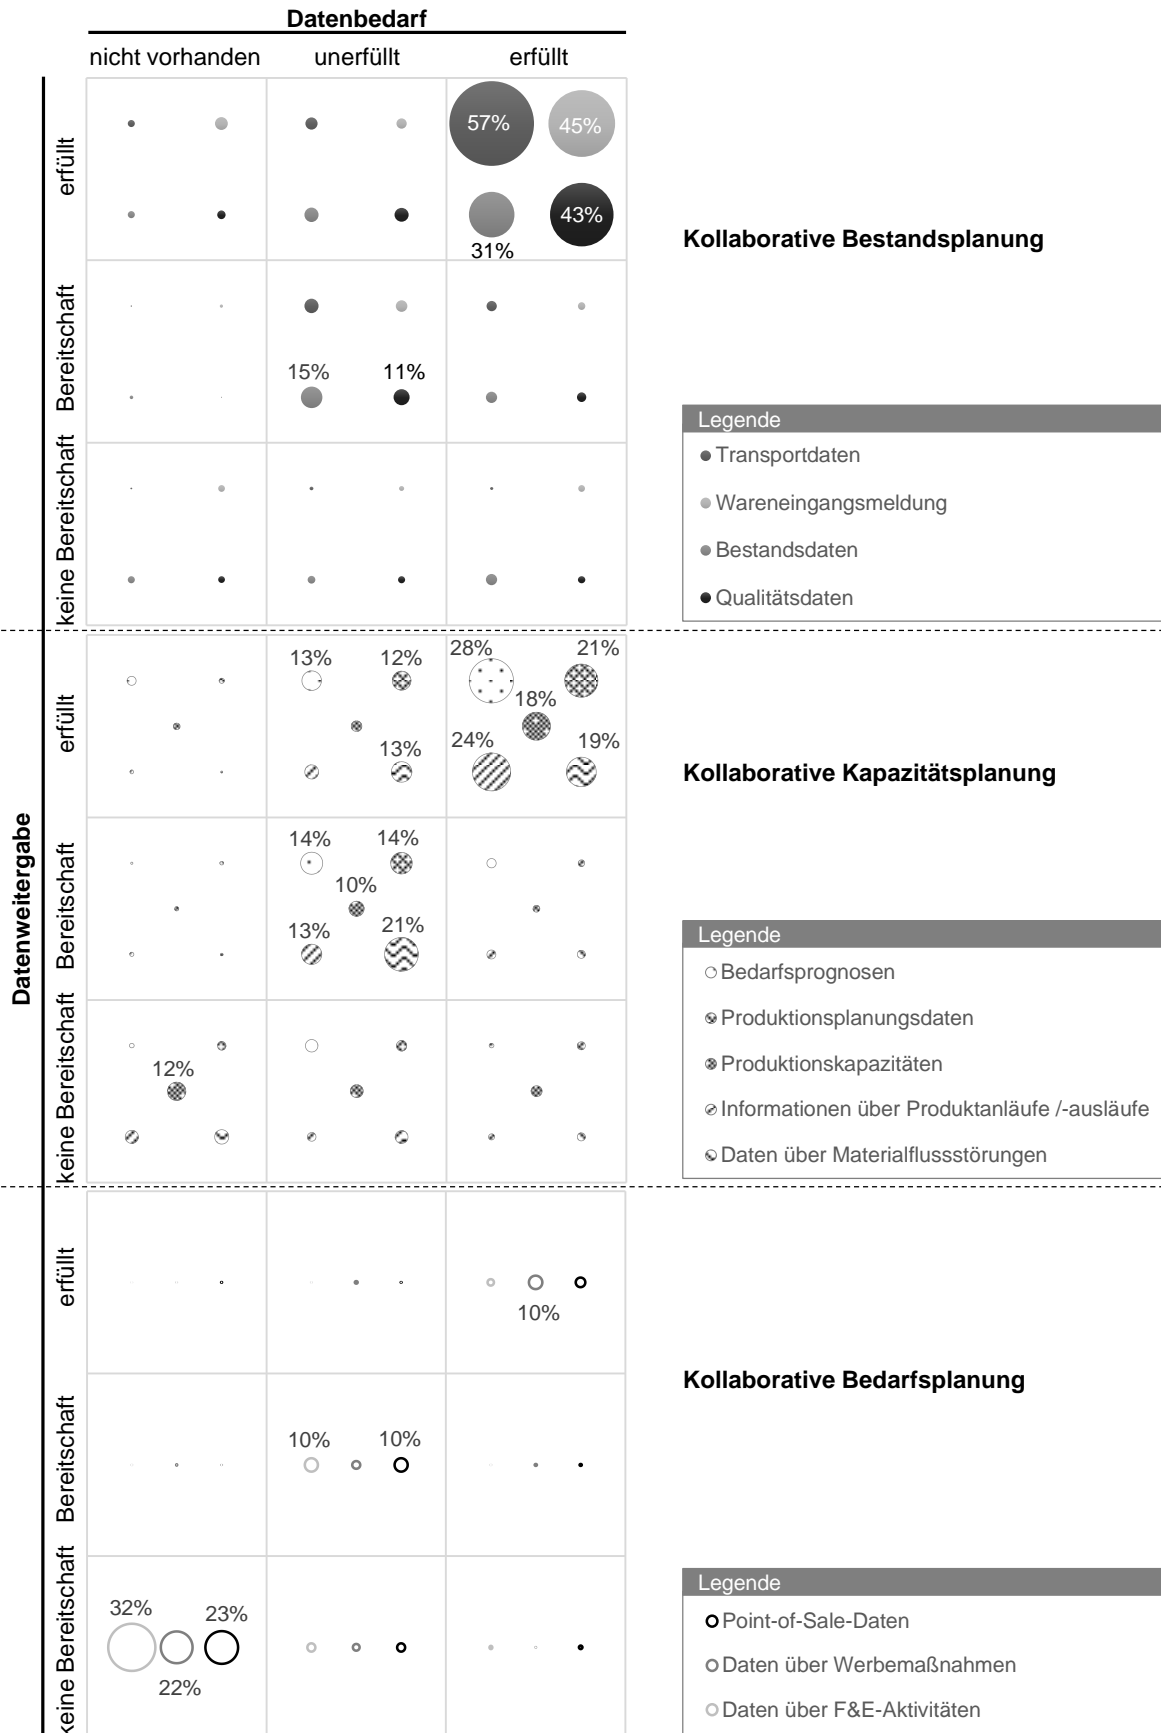 Datenbedarf
nicht vorhanden unerfüllt erfüllt
Datenweitergabe
erfüllt
57% 45%
43%
31%
Kollaborative Bestandsplanung
Bereitschaft
15% 11%
keine Bereitschaft
Legende
Transportdaten
Wareneingangsmeldung
Bestandsdaten
Qualitätsdaten
erfüllt
13% 12% 28% 21%
18%
13% 24% 19%
Kollaborative Kapazitätsplanung
Bereitschaft
14% 14%
10%
13% 21%
keine Bereitschaft
12%
Legende
Bedarfsprognosen
Produktionsplanungsdaten
Produktionskapazitäten
Informationen über Produktanläufe /-ausläufe
Daten über Materialflussstörungen
erfüllt
10%
Kollaborative Bedarfsplanung
Bereitschaft
10% 10%
keine Bereitschaft
32% 23%
22%
Legende
Point-of-Sale-Daten
Daten über Werbemaßnahmen
Daten über F&E-Aktivitäten